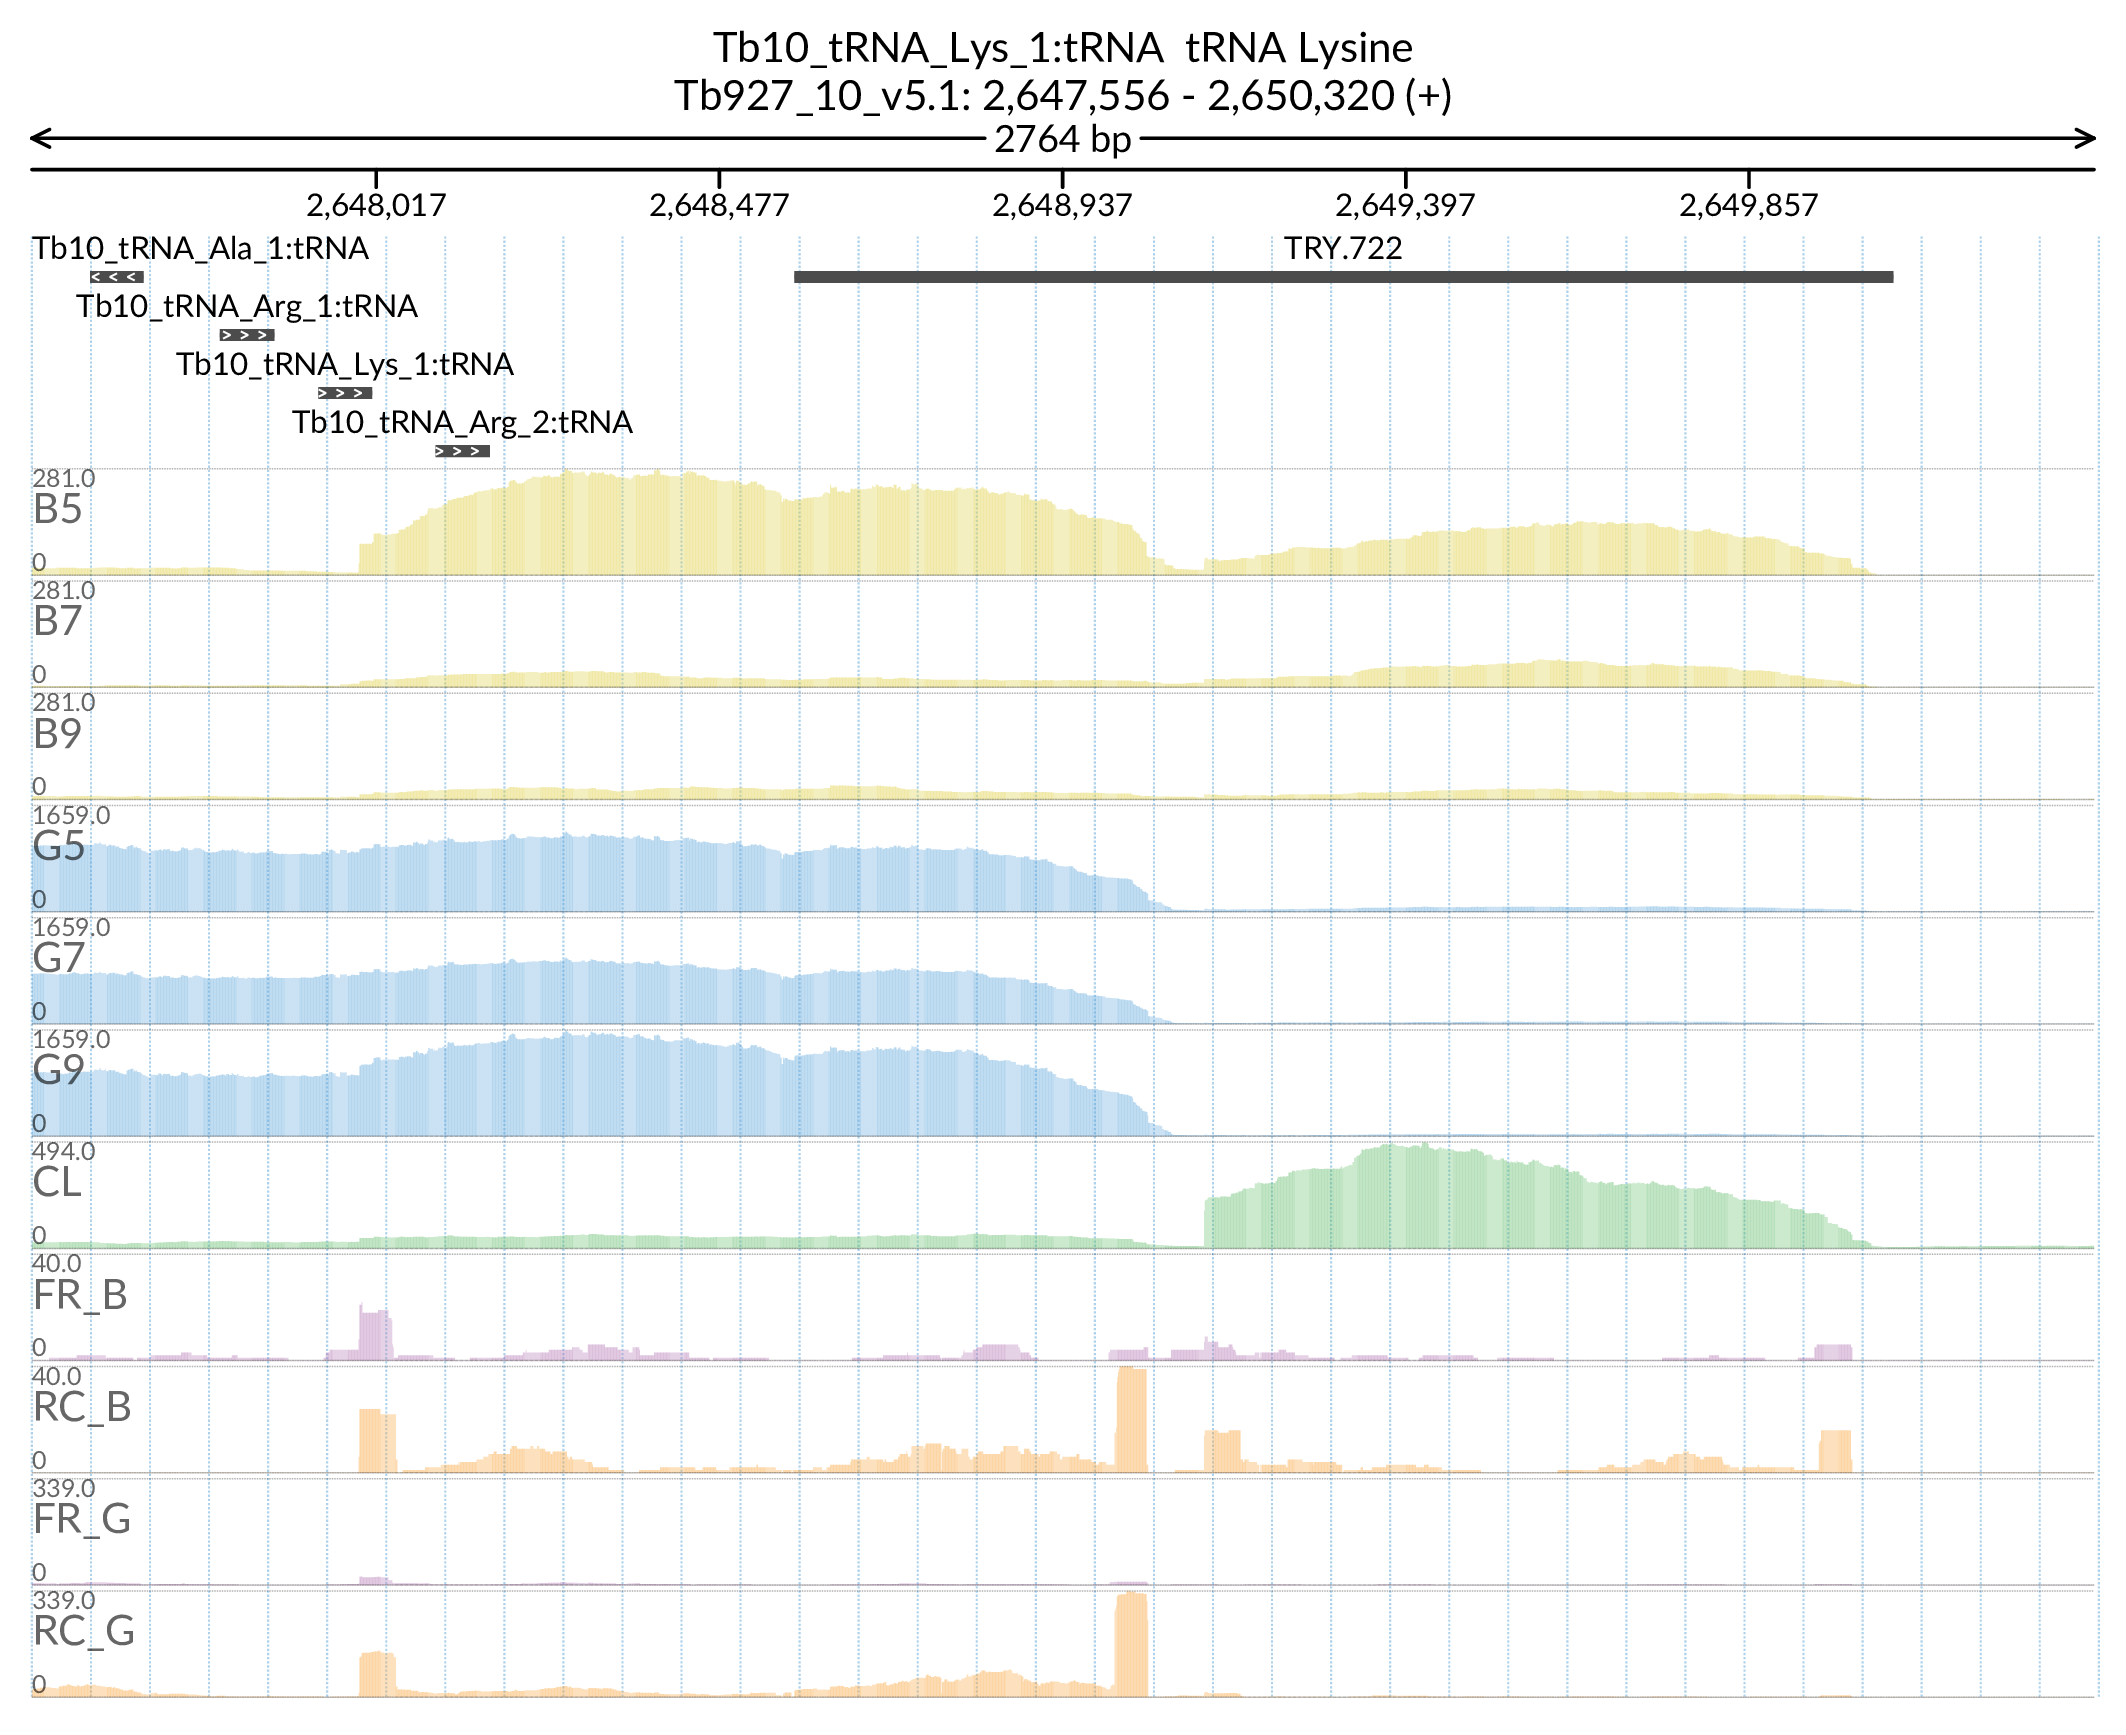 Tb10_tRNA_Lys_1:tRNA tRNA Lysine
Tb927_10_v5.1: 2,647,556 - 2,650,320 (+)
2764 bp
2,648,017 2,648,477 2,648,937 2,649,397 2,649,857
Tb10_tRNA_Ala_1:tRNA TRY.722
Tb10_tRNA_Arg_1:tRNA
Tb10_tRNA_Lys_1:tRNA
Tb10_tRNA_Arg_2:tRNA
281.0
B5
0
281.0
B7
0
281.0
B9
0
1659.0
G5
0
1659.0
G7
0
1659.0
G9
0
494.0
CL
0
40.0
FR_B
0
40.0
RC_B
0
339.0
FR_G
0
339.0
RC_G
0